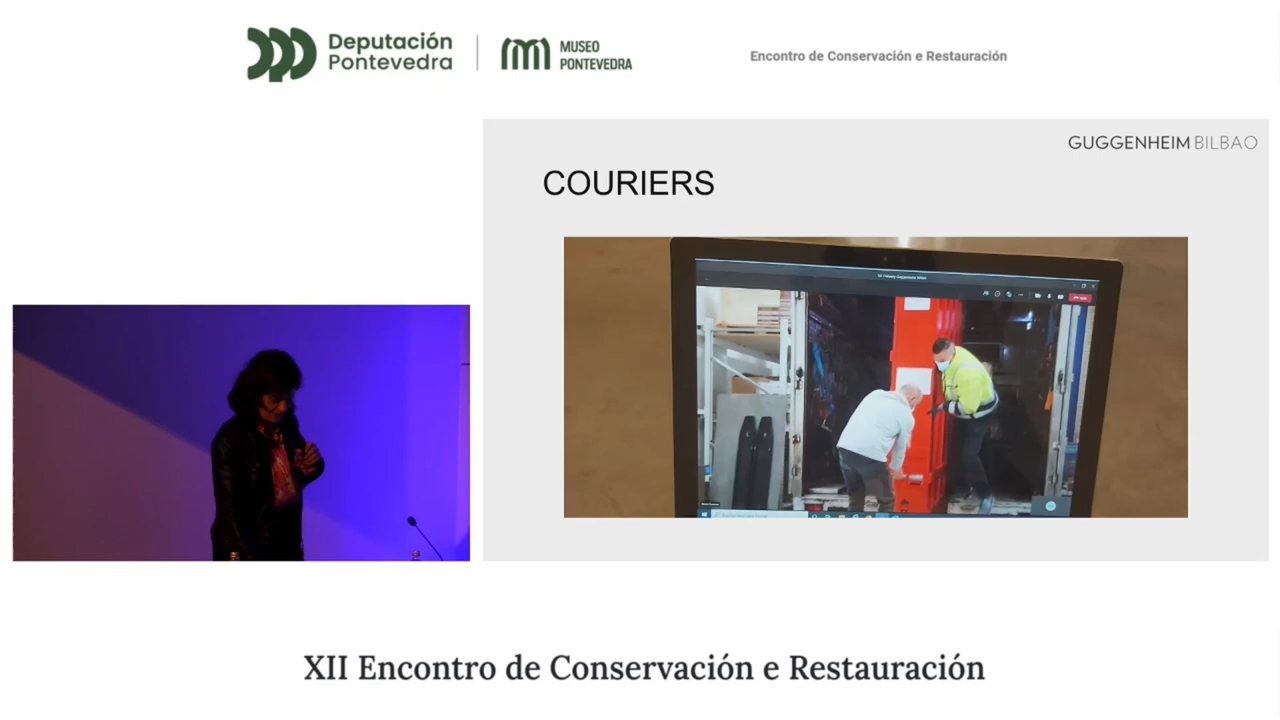 Deputación
Pontevedra
MUSEO
PONTEVEDRA
Encontro de Conservación e Restauración
GUGGENHEIM BILBAO
COURIERS
XII Encontro de Conservación e Restauración